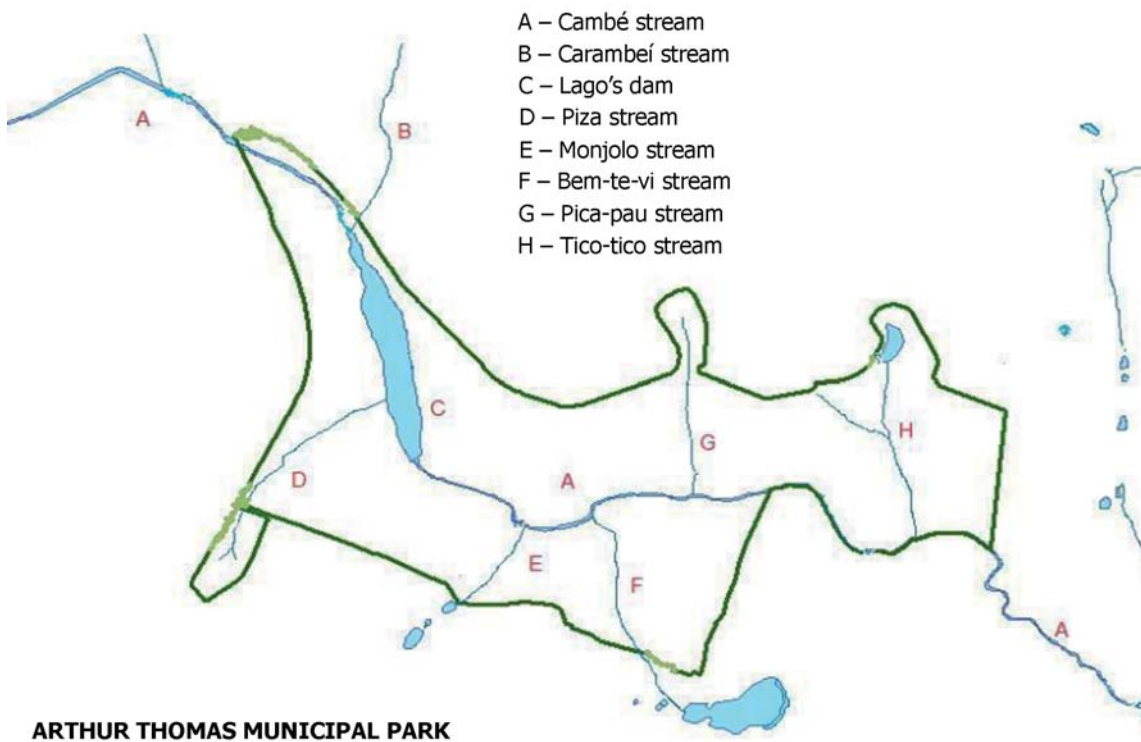 A – Cambé stream
B – Carambeí stream
C – Lago’s dam
D – Piza stream
E – Monjolo stream
F – Bem-te-vi stream
G – Pica-pau stream
H – Tico-tico stream
A
B
C
D
A
G
H
E
F
A
ARTHUR THOMAS MUNICIPAL PARK